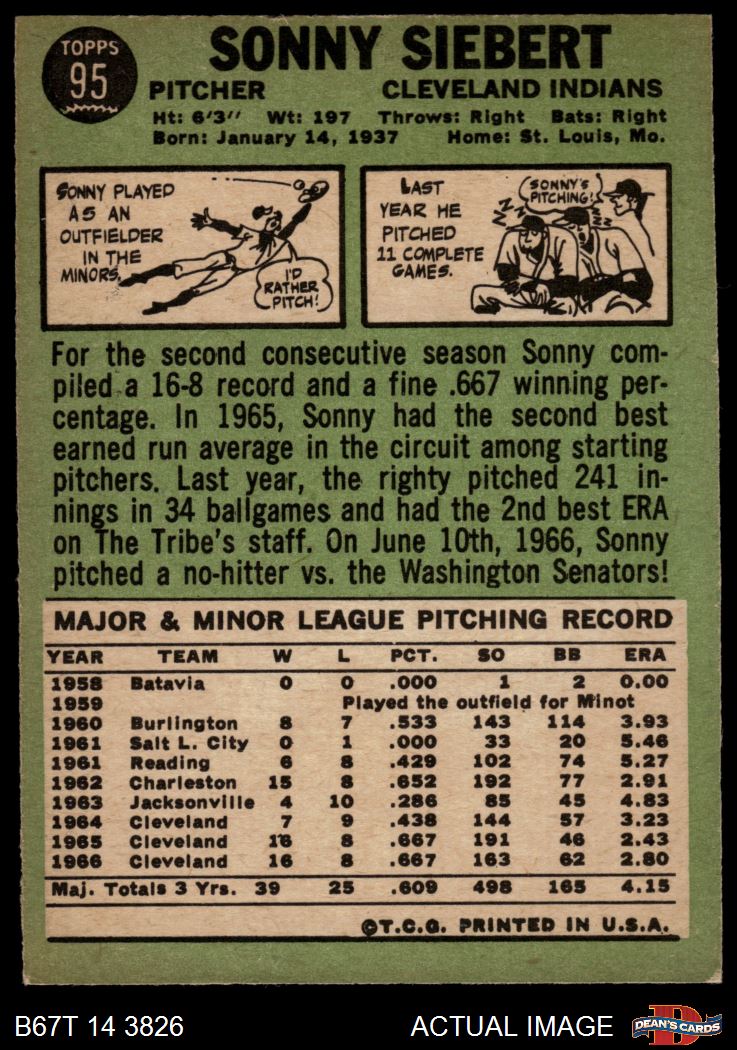 TOPPS
95
SONNY SIEBERT
PITCHER CLEVELAND INDIANS
Ht: 6'3" Wt: 197 Throws: Right Bats: Right
Born: January 14, 1937 Home: St. Louis, Mo.
SONNY PLAYED
AS AN
OUTFIELDER
IN THE
MINORS.
I'D
RATHER
PITCH!
LAST
YEAR HE
PITCHED
11 COMPLETE
GAMES.
SONNY'S
PITCHING!
ZZZZ
ZZ
For the second consecutive season Sonny com-
piled a 16-8 record and a fine .667 winning per-
centage. In 1965, Sonny had the second best
earned run average in the circuit among starting
pitchers. Last year, the righty pitched 241 in-
nings in 34 ballgames and had the 2nd best ERA
on The Tribe's staff. On June 10th, 1966, Sonny
pitched a no-hitter vs. the Washington Senators!
MAJOR & MINOR LEAGUE PITCHING RECORD
YEAR TEAM W L PCT. SO BB ERA
1958 Batavia 0 0 .000 1 2 0.00
1959 Played the outfield for Minot
1960 Burlington 8 7 .533 143 114 3.93
1961 Salt L. City 0 1 .000 33 20 5.46
1961 Reading 6 8 .429 102 74 5.27
1962 Charleston 15 8 .652 192 77 2.91
1963 Jacksonville 4 10 .286 85 45 4.83
1964 Cleveland 7 9 .438 144 57 3.23
1965 Cleveland 16 8 .667 191 46 2.43
1966 Cleveland 16 8 .667 163 62 2.80
Maj. Totals 3 Yrs. 39 25 .609 498 165 4.15
©T.C.G. PRINTED IN U.S.A.
B67T 14 3826 ACTUAL IMAGE DEAN'S CARDS